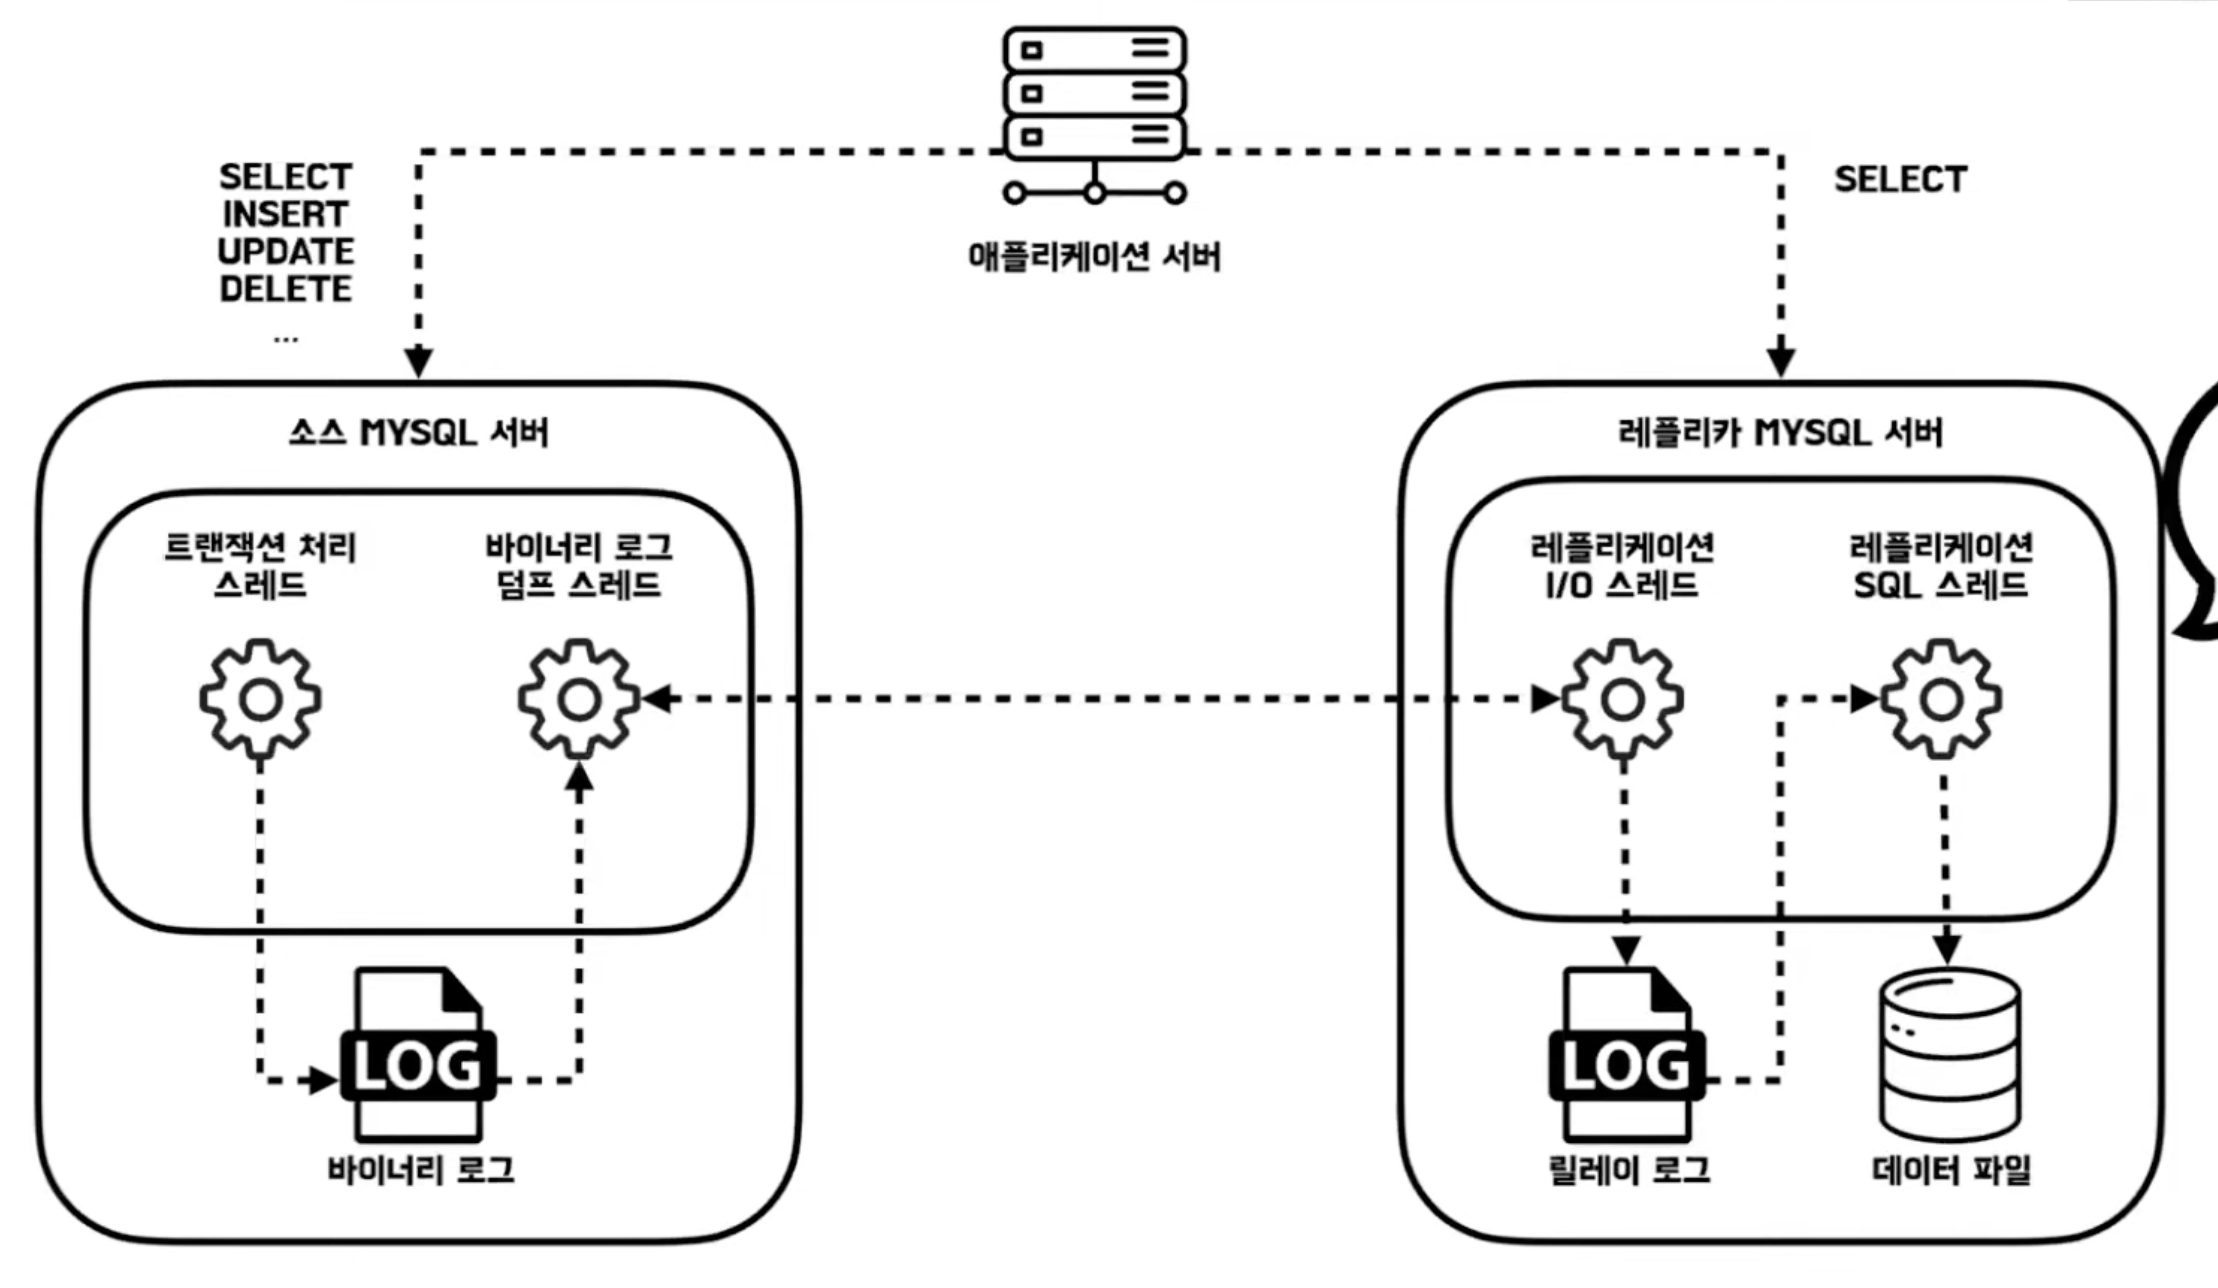 애플리케이션 서버
SELECT
INSERT
UPDATE
DELETE
...
SELECT
소스 MYSQL 서버
트랜잭션 처리
스레드
바이너리 로그
덤프 스레드
LOG
바이너리 로그
레플리카 MYSQL 서버
레플리케이션
I/O 스레드
레플리케이션
SQL 스레드
LOG
릴레이 로그
데이터 파일